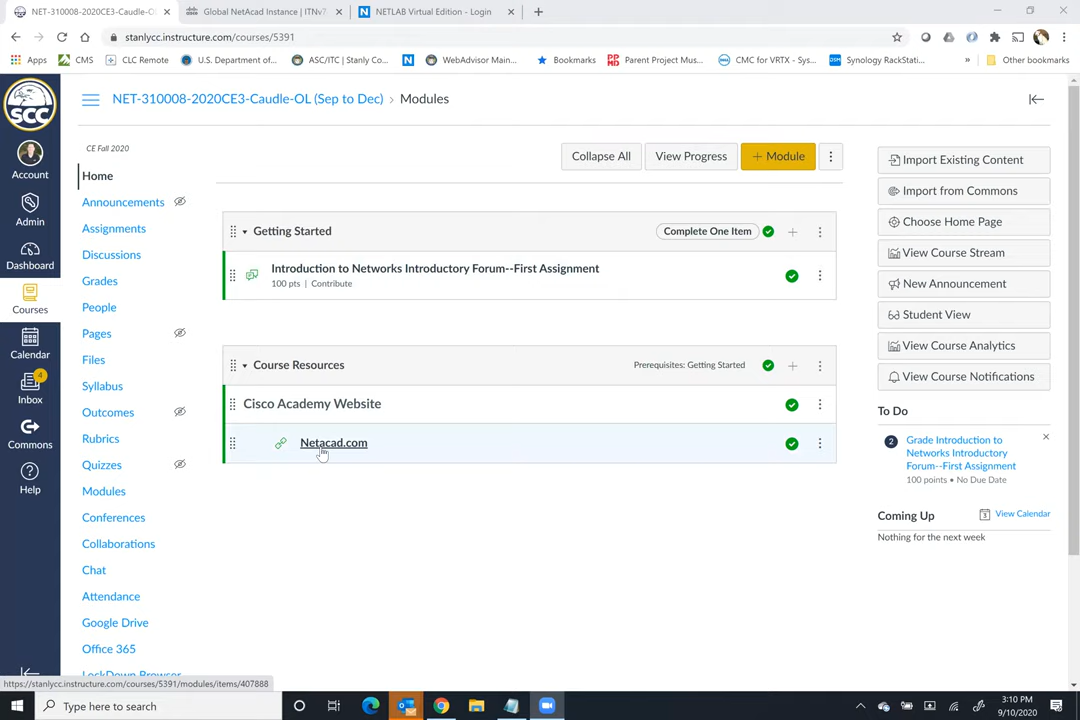 NET-310008-2020CE3-Caudle-O
Global NetAcad Instance | ITNv7
NETLAB Virtual Edition - Login
stanlycc.instructure.com/courses/5391
Apps
CMS
CLC Remote
U.S. Department of...
ASC/ITC | Stanly Co...
WebAdvisor Main...
Bookmarks
Parent Project Mus...
CMC for VRTX - Sys...
Synology RackStati...
»
Other bookmarks
SCC
Account
Admin
Dashboard
Courses
Calendar
4
Inbox
Commons
Help
NET-310008-2020CE3-Caudle-OL (Sep to Dec) › Modules
CE Fall 2020
Home
Announcements
Assignments
Discussions
Grades
People
Pages
Files
Syllabus
Outcomes
Rubrics
Quizzes
Modules
Conferences
Collaborations
Chat
Attendance
Google Drive
Office 365
LockDown Browser
Collapse All
View Progress
+ Module
Getting Started
Complete One Item
Introduction to Networks Introductory Forum--First Assignment
100 pts | Contribute
Course Resources
Prerequisites: Getting Started
Cisco Academy Website
Netacad.com
Import Existing Content
Import from Commons
Choose Home Page
View Course Stream
New Announcement
Student View
View Course Analytics
View Course Notifications
To Do
2
Grade Introduction to
Networks Introductory
Forum--First Assignment
100 points • No Due Date
Coming Up
View Calendar
Nothing for the next week
https://stanlycc.instructure.com/courses/5391/modules/items/407888
Type here to search
3:10 PM
9/10/2020